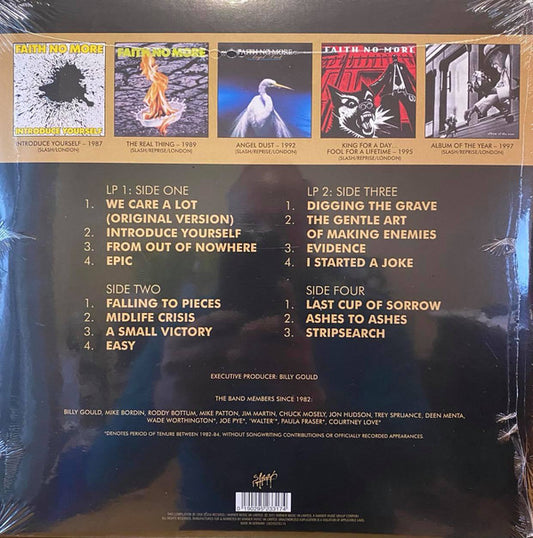 FAITH NO MORE
INTRODUCE YOURSELF
FAITH NO MORE
FAITH NO MORE
Angel Dust
FAITH NO MORE
INTRODUCE YOURSELF – 1987
(SLASH/LONDON)
THE REAL THING – 1989
(SLASH/REPRISE/LONDON)
ANGEL DUST – 1992
(SLASH/REPRISE/LONDON)
KING FOR A DAY...
FOOL FOR A LIFETIME – 1995
(SLASH/REPRISE/LONDON)
ALBUM OF THE YEAR – 1997
(SLASH/REPRISE/LONDON)
LP 1: SIDE ONE
1. WE CARE A LOT
(ORIGINAL VERSION)
2. INTRODUCE YOURSELF
3. FROM OUT OF NOWHERE
4. EPIC
SIDE TWO
1. FALLING TO PIECES
2. MIDLIFE CRISIS
3. A SMALL VICTORY
4. EASY
LP 2: SIDE THREE
1. DIGGING THE GRAVE
2. THE GENTLE ART
OF MAKING ENEMIES
3. EVIDENCE
4. I STARTED A JOKE
SIDE FOUR
1. LAST CUP OF SORROW
2. ASHES TO ASHES
3. STRIPSEARCH
EXECUTIVE PRODUCER: BILLY GOULD
THE BAND MEMBERS SINCE 1982:
BILLY GOULD, MIKE BORDIN, RODDY BOTTUM, MIKE PATTON, JIM MARTIN, CHUCK MOSELY, JON HUDSON, TREY SPRUANCE, DEEN MENTA,
WADE WORTHINGTON*, JOE PYE*, "WALTER"*, PAULA FRASER*, COURTNEY LOVE*
*DENOTES PERIOD OF TENURE BETWEEN 1982-84, WITHOUT SONGWRITING CONTRIBUTIONS OR OFFICIALLY RECORDED APPEARANCES.
0 190295 233174